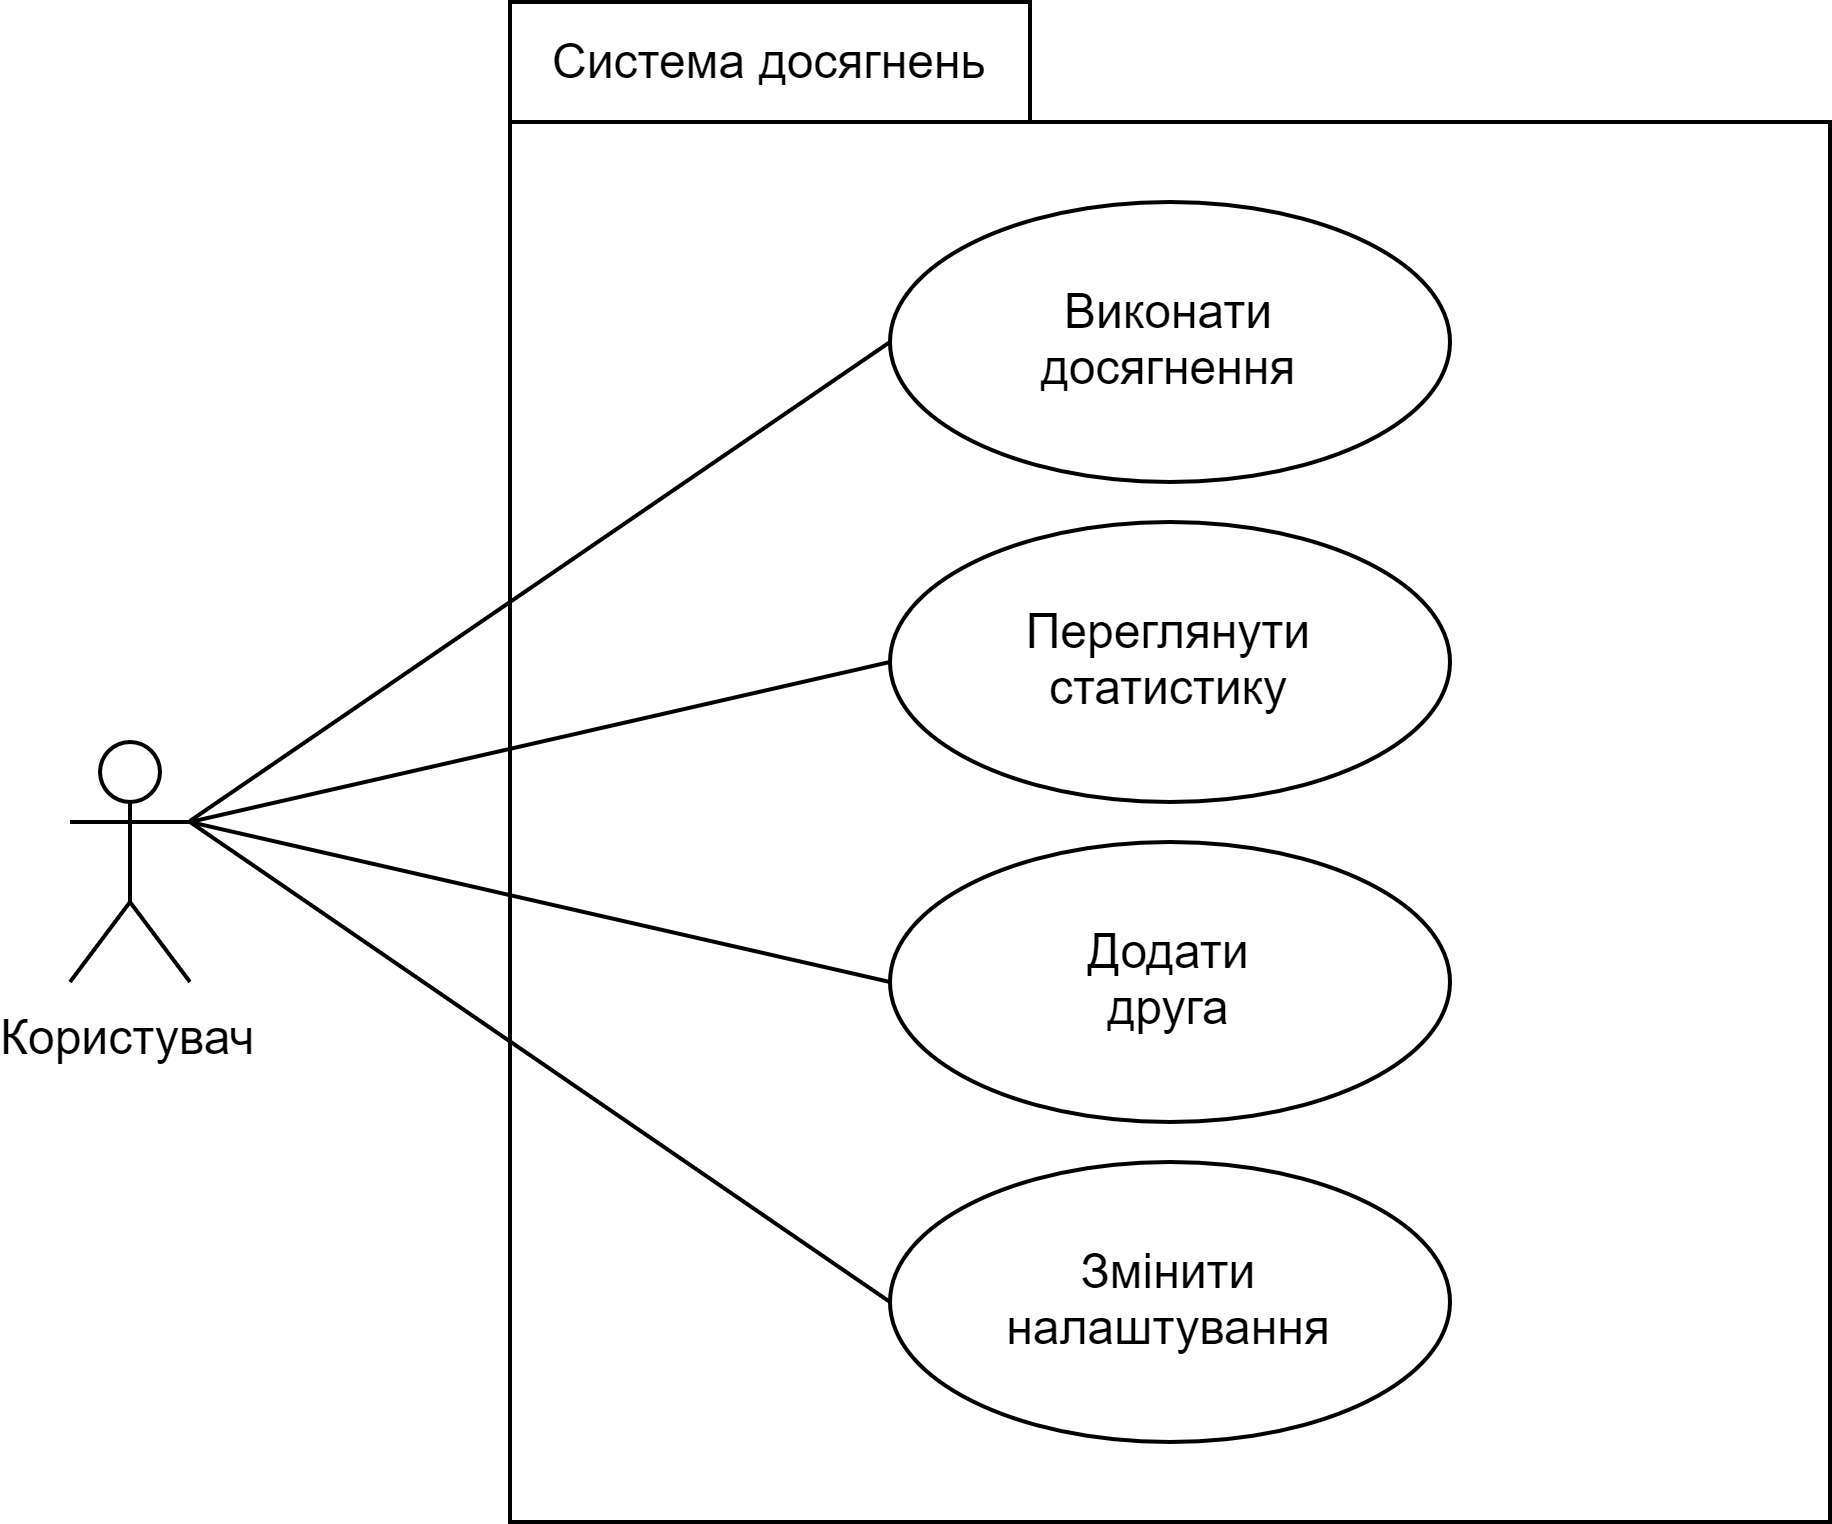 Система досягнень
Виконати
досягнення
Переглянути
статистику
Додати
друга
Користувач
Змінити
налаштування